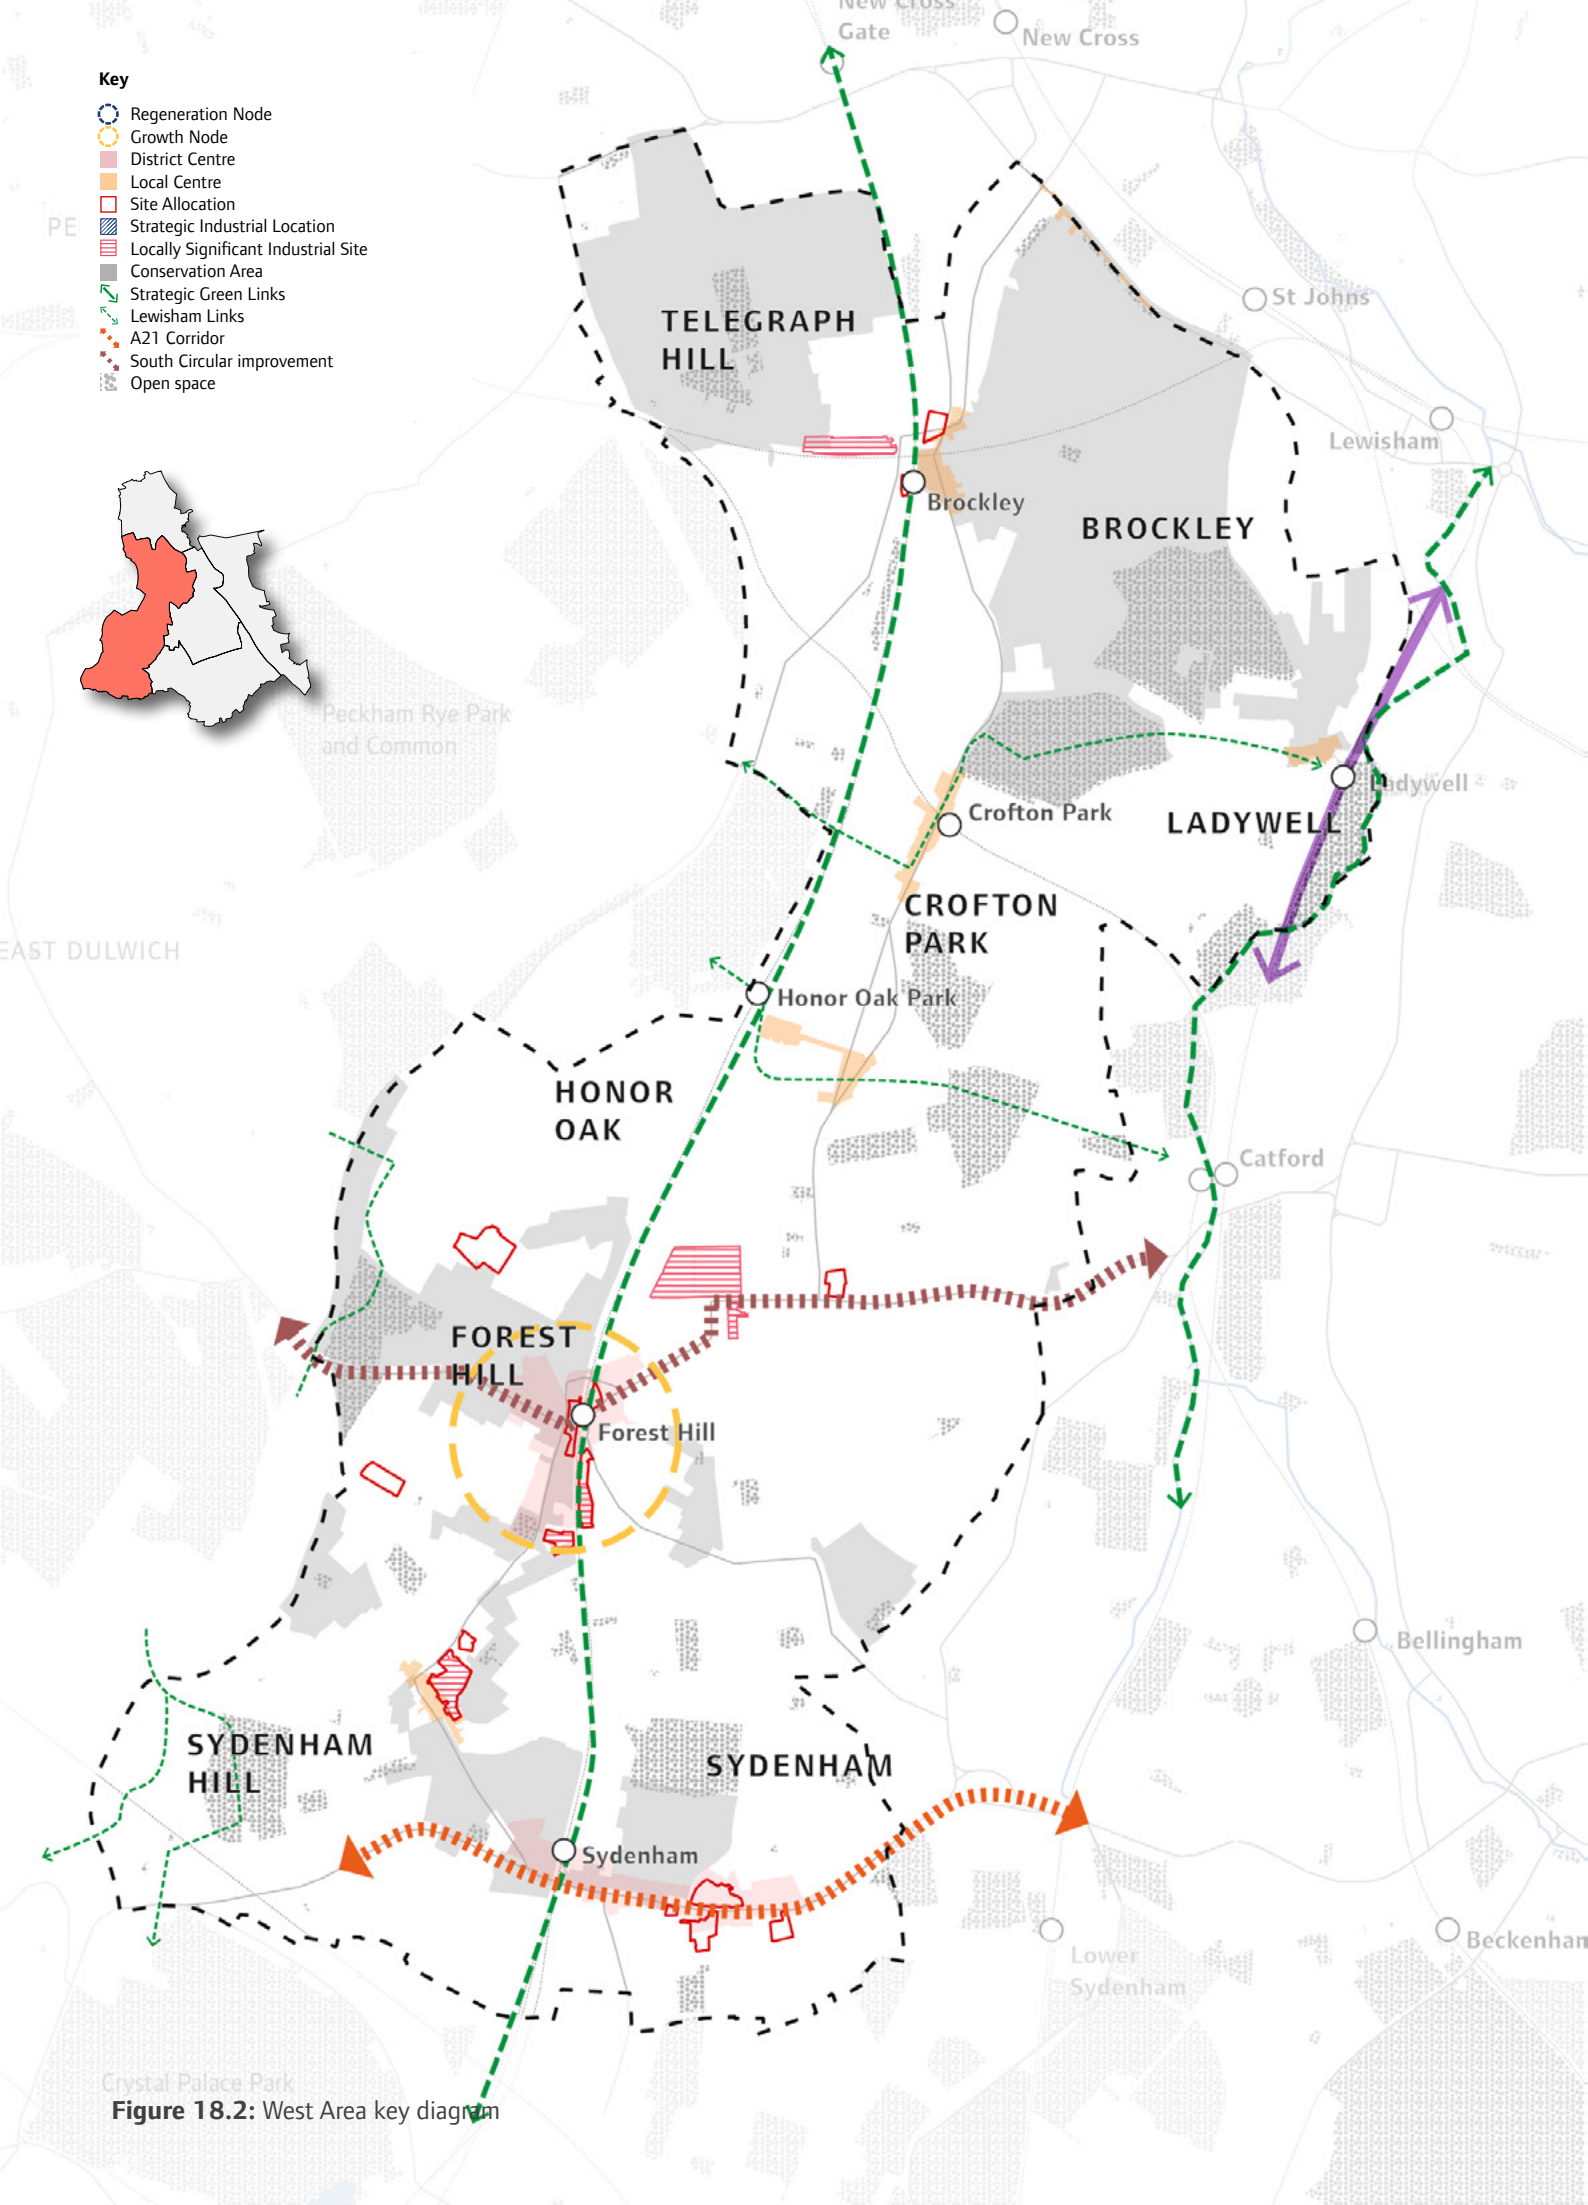 New Cross
Gate
New Cross
Key
Regeneration Node
Growth Node
District Centre
Local Centre
Site Allocation
Strategic Industrial Location
Locally Significant Industrial Site
Conservation Area
Strategic Green Links
Lewisham Links
A21 Corridor
South Circular improvement
Open space
PE
St Johns
TELEGRAPH
HILL
Lewisham
Brockley
BROCKLEY
Peckham Rye Park
and Common
Ladywell
Crofton Park
LADYWELL
CROFTON
PARK
EAST DULWICH
Honor Oak Park
HONOR
OAK
Catford
FOREST
HILL
Forest Hill
Bellingham
SYDENHAM
HILL
SYDENHAM
Sydenham
Lower
Sydenham
Beckenham
Crystal Palace Park
Figure 18.2: West Area key diagram